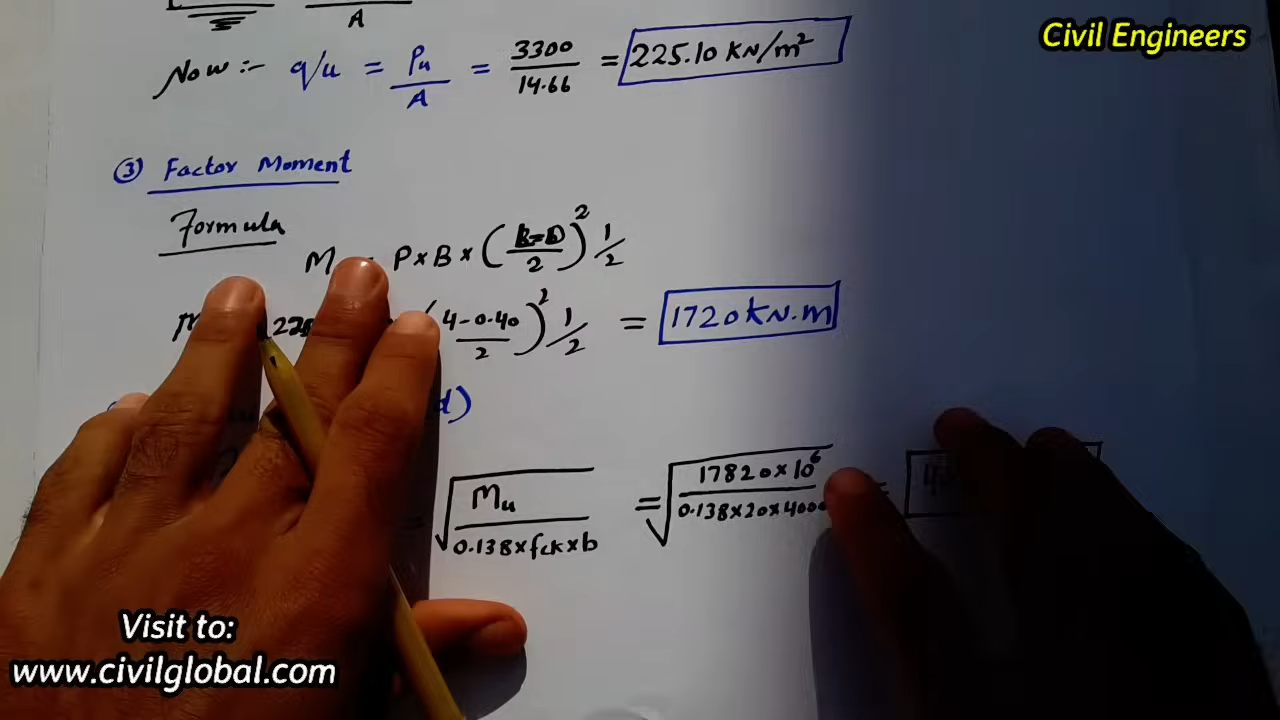 A
Civil Engineers
Now :- q/u = Pu/A = 3300/14.66 = 225.10 KN/m²
③ Factor Moment
Formula
M = P × B × (B-b/2)² 1/2
(4-0.40/2)² 1/2 = 1720 KN.m
d)
= √Mu/0.138×fck×b = √17820×10⁶/0.138×20×4000 =
Visit to:
www.civilglobal.com